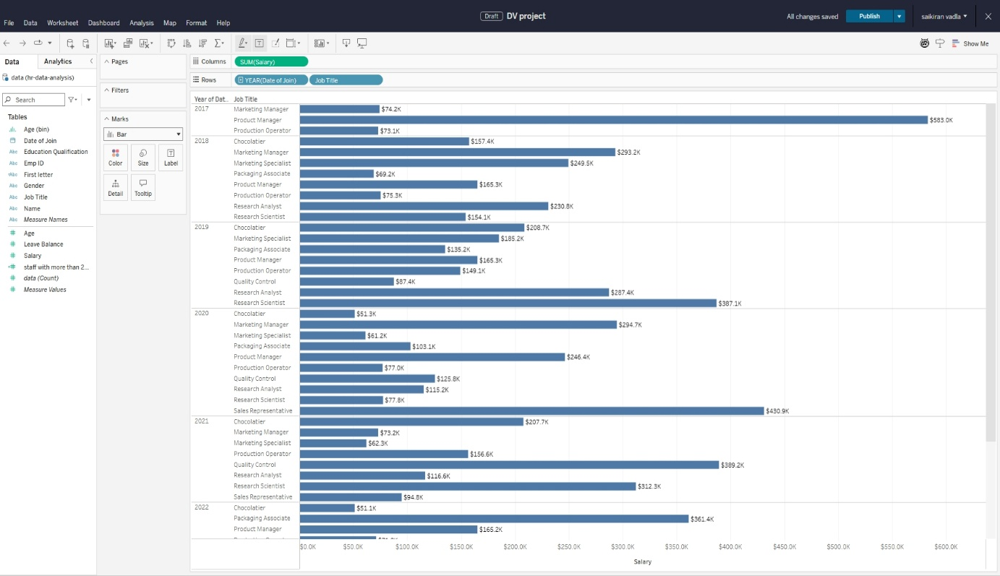 Draft DV project
File Data Worksheet Dashboard Analysis Map Format Help
All changes saved Publish saikiran vadla
Show Me
Data Analytics
data (hr-data-analysis)
Search
Tables
Age (bin)
Date of Join
Abc Education Qualification
Abc Emp ID
Abc First letter
Abc Gender
Abc Job Title
Abc Name
Abc Measure Names
# Age
# Leave Balance
# Salary
# staff with more than 2...
# data (Count)
# Measure Values
Pages
Filters
Marks
Bar
Color Size Label
Detail Tooltip
Columns SUM(Salary)
Rows YEAR(Date of Join) Job Title
Year of Dat.. Job Title
2017 Marketing Manager $74.2K
Product Manager $583.0K
Production Operator $73.1K
2018 Chocolatier $157.4K
Marketing Manager $293.2K
Marketing Specialist $249.5K
Packaging Associate $69.2K
Product Manager $165.3K
Production Operator $75.3K
Research Analyst $230.8K
Research Scientist $154.1K
2019 Chocolatier $208.7K
Marketing Specialist $185.2K
Packaging Associate $135.2K
Product Manager $165.3K
Production Operator $149.1K
Quality Control $87.4K
Research Analyst $287.4K
Research Scientist $387.1K
2020 Chocolatier $51.3K
Marketing Manager $294.7K
Marketing Specialist $61.2K
Packaging Associate $103.1K
Product Manager $246.4K
Production Operator $77.0K
Quality Control $125.8K
Research Analyst $115.2K
Research Scientist $77.8K
Sales Representative $430.9K
2021 Chocolatier $207.7K
Marketing Manager $73.2K
Marketing Specialist $62.3K
Production Operator $156.6K
Quality Control $389.2K
Research Analyst $116.6K
Research Scientist $312.3K
Sales Representative $94.8K
2022 Chocolatier $51.1K
Packaging Associate $361.4K
Product Manager $165.2K
$0.0K $50.0K $100.0K $150.0K $200.0K $250.0K $300.0K $350.0K $400.0K $450.0K $500.0K $550.0K $600.0K
Salary